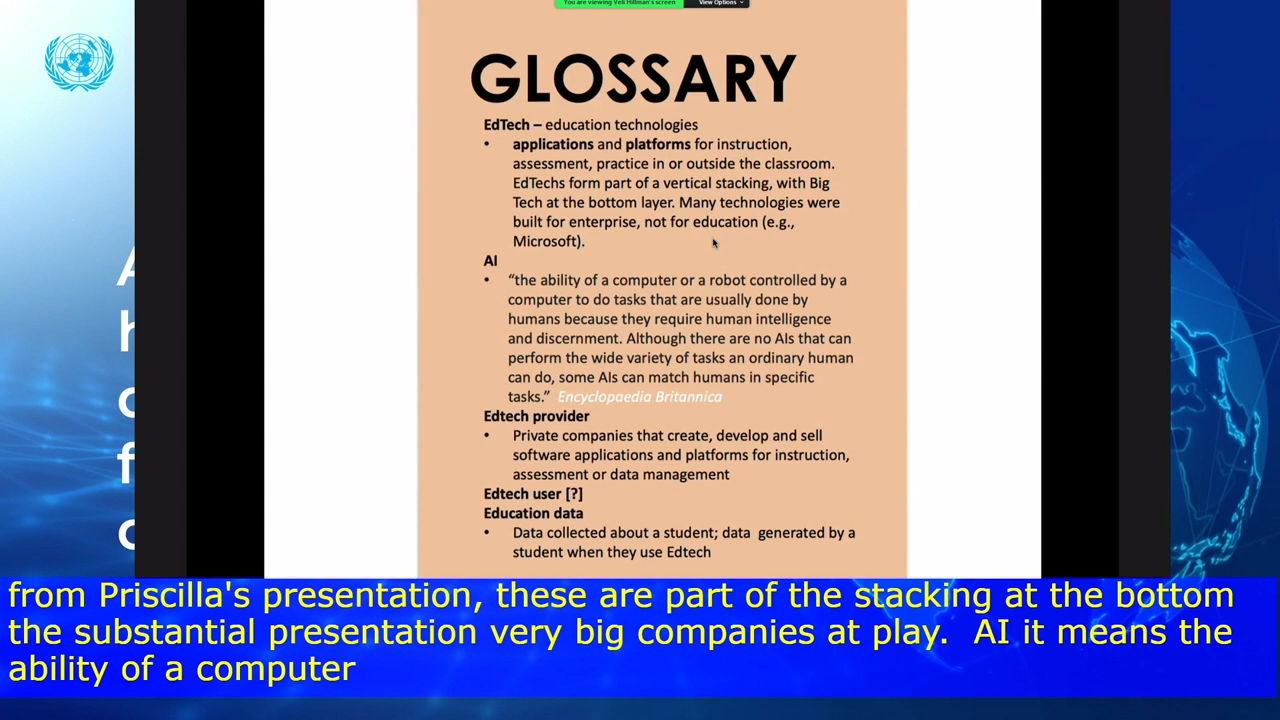 You are viewing Veli Hillman's screen View Options
GLOSSARY
EdTech – education technologies
• applications and platforms for instruction,
assessment, practice in or outside the classroom.
EdTechs form part of a vertical stacking, with Big
Tech at the bottom layer. Many technologies were
built for enterprise, not for education (e.g.,
Microsoft).
AI
• “the ability of a computer or a robot controlled by a
computer to do tasks that are usually done by
humans because they require human intelligence
and discernment. Although there are no AIs that can
perform the wide variety of tasks an ordinary human
can do, some AIs can match humans in specific
tasks.” Encyclopaedia Britannica
Edtech provider
• Private companies that create, develop and sell
software applications and platforms for instruction,
assessment or data management
Edtech user [?]
Education data
• Data collected about a student; data generated by a
student when they use Edtech
from Priscilla's presentation, these are part of the stacking at the bottom
the substantial presentation very big companies at play. AI it means the
ability of a computer